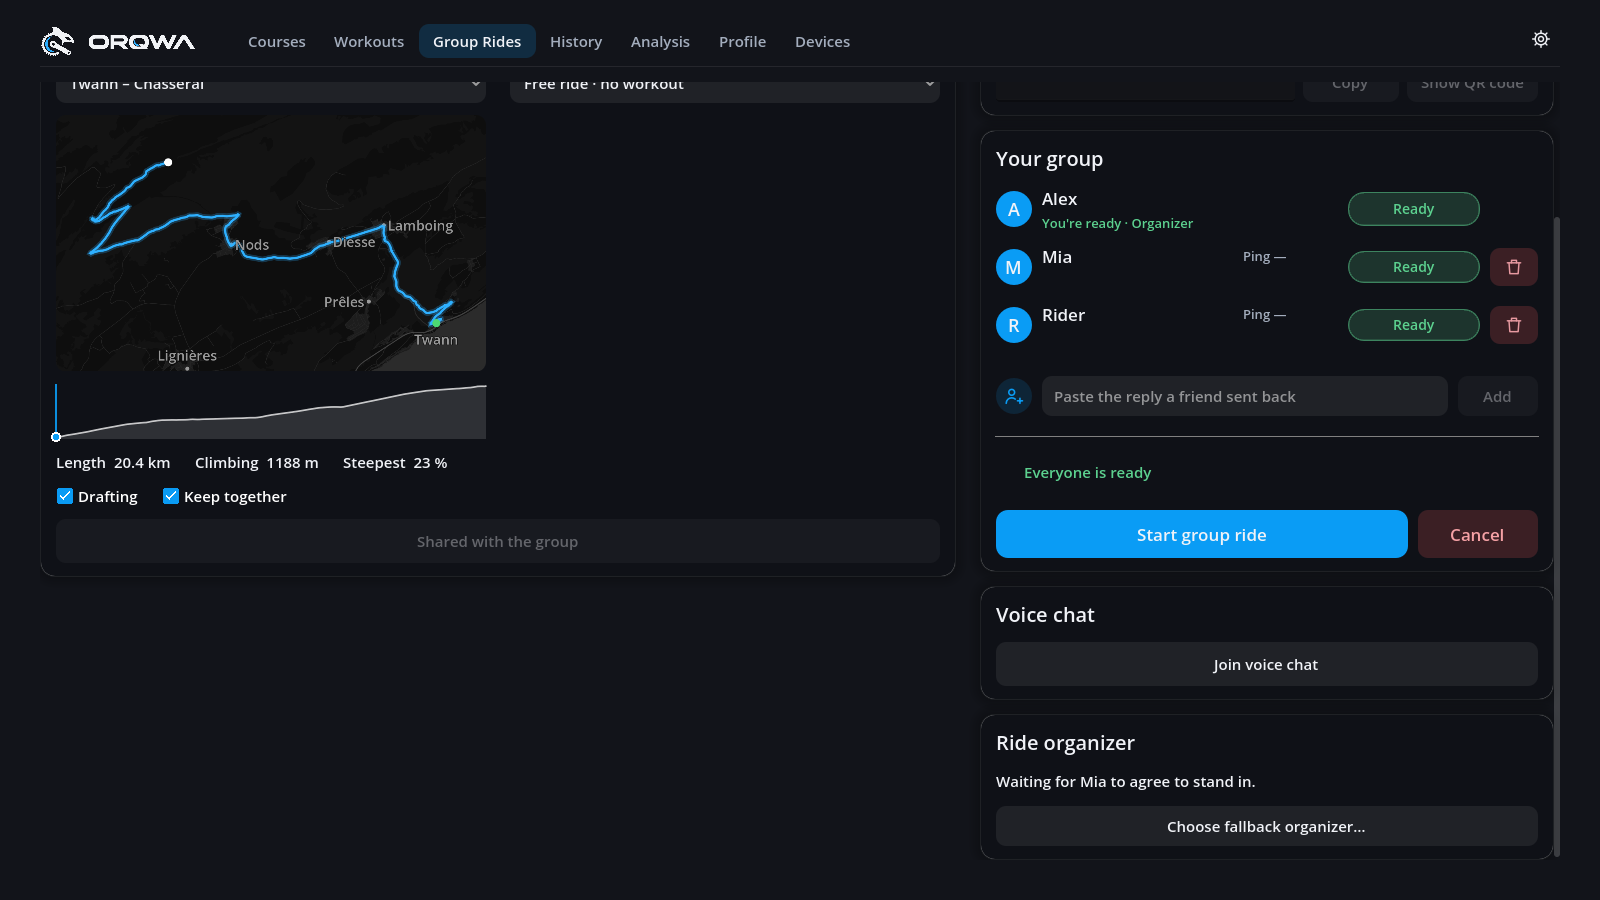 OROWA
Courses
Workouts
Group Rides
History
Analysis
Profile
Devices
Twann – Chasseral
Free ride · no workout
Lamboing
Nods
Diesse
Prêles
Twann
Lignières
Length 20.4 km
Climbing 1188 m
Steepest 23 %
Drafting
Keep together
Shared with the group
Copy
Show QR code
Your group
A
Alex
You're ready · Organizer
Ready
M
Mia
Ping —
Ready
R
Rider
Ping —
Ready
Paste the reply a friend sent back
Add
Everyone is ready
Start group ride
Cancel
Voice chat
Join voice chat
Ride organizer
Waiting for Mia to agree to stand in.
Choose fallback organizer...